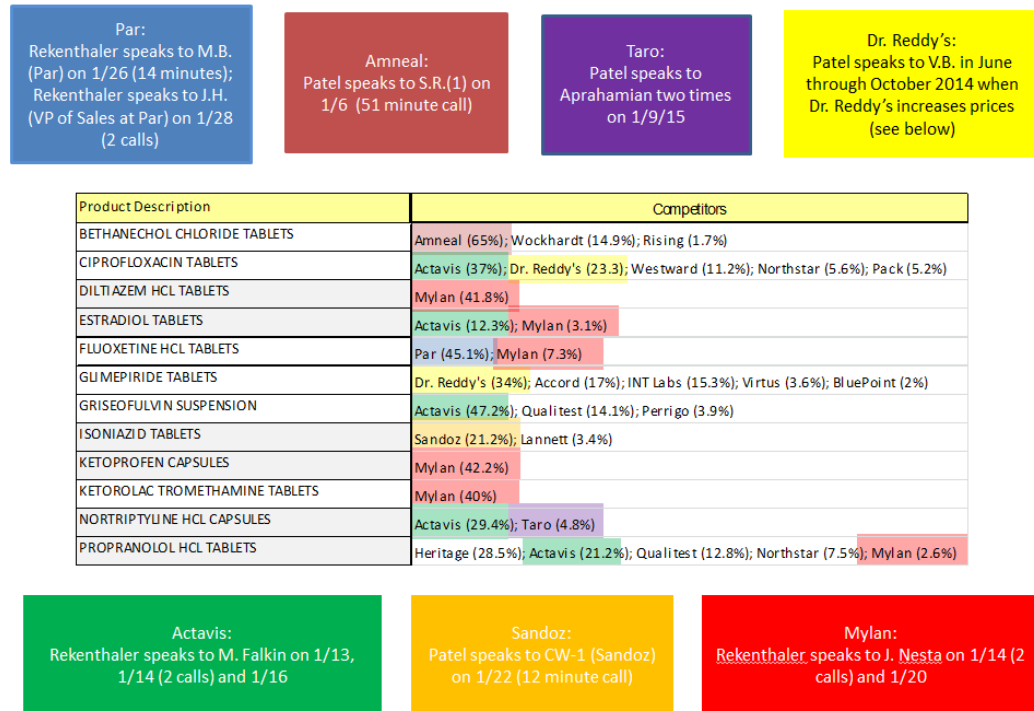 Par:
Rekenthaler speaks to M.B.
(Par) on 1/26 (14 minutes);
Rekenthaler speaks to J.H.
(VP of Sales at Par) on 1/28
(2 calls)
Amneal:
Patel speaks to S.R.(1) on
1/6 (51 minute call)
Taro:
Patel speaks to
Aprahamian two times
on 1/9/15
Dr. Reddy's:
Patel speaks to V.B. in June
through October 2014 when
Dr. Reddy's increases prices
(see below)
Product Description Competitors
BETHANECHOL CHLORIDE TABLETS Amneal (65%); Wockhardt (14.9%); Rising (1.7%)
CIPROFLOXACIN TABLETS Actavis (37%); Dr. Reddy's (23.3); Westward (11.2%); Northstar (5.6%); Pack (5.2%)
DILTIAZEM HCL TABLETS Mylan (41.8%)
ESTRADIOL TABLETS Actavis (12.3%); Mylan (3.1%)
FLUOXETINE HCL TABLETS Par (45.1%); Mylan (7.3%)
GLIMEPIRIDE TABLETS Dr. Reddy's (34%); Accord (17%); INT Labs (15.3%); Virtus (3.6%); BluePoint (2%)
GRISEOFULVIN SUSPENSION Actavis (47.2%); Qualitest (14.1%); Perrigo (3.9%)
ISONIAZID TABLETS Sandoz (21.2%); Lannett (3.4%)
KETOPROFEN CAPSULES Mylan (42.2%)
KETOROLAC TROMETHAMINE TABLETS Mylan (40%)
NORTRIPTYLINE HCL CAPSULES Actavis (29.4%); Taro (4.8%)
PROPRANOLOL HCL TABLETS Heritage (28.5%); Actavis (21.2%); Qualitest (12.8%); Northstar (7.5%); Mylan (2.6%)
Actavis:
Rekenthaler speaks to M. Falkin on 1/13,
1/14 (2 calls) and 1/16
Sandoz:
Patel speaks to CW-1 (Sandoz)
on 1/22 (12 minute call)
Mylan:
Rekenthaler speaks to J. Nesta on 1/14 (2
calls) and 1/20